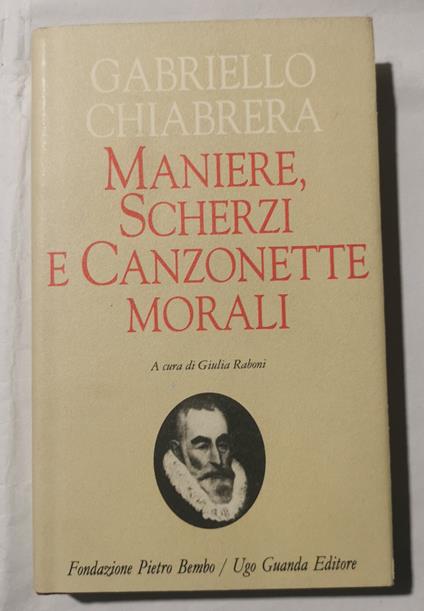 GABRIELLO
CHIABRERA
MANIERE,
SCHERZI
E CANZONETTE
MORALI
A cura di Giulia Raboni
Fondazione Pietro Bembo / Ugo Guanda Editore